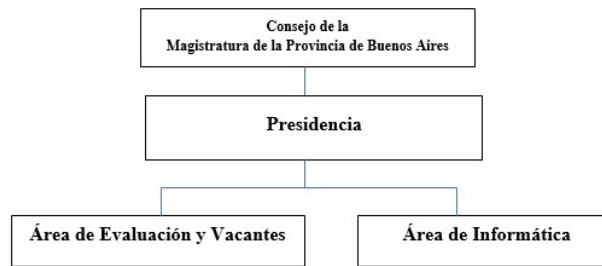 Consejo de la
Magistratura de la Provincia de Buenos Aires
Presidencia
Área de Evaluación y Vacantes
Área de Informática